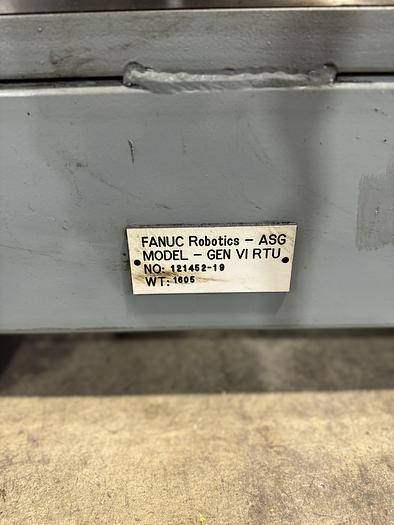 FANUC Robotics - ASG
MODEL - GEN VI RTU
NO: 121452-19
WT: 1605